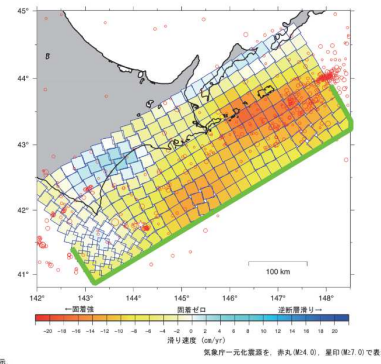 45°
44°
43°
42°
41°
100 km
142° 143° 144° 145° 146° 147° 148°
←固着強 固着ゼロ 逆断層滑り→
-20 -18 -16 -14 -12 -10 -8 -6 -4 -2 0 2 4 6 8 10 12 14 16 18 20
滑り速度 (cm/yr)
気象庁一元化震源を、赤丸(M≥4.0)、星印(M≥7.0)で表
示